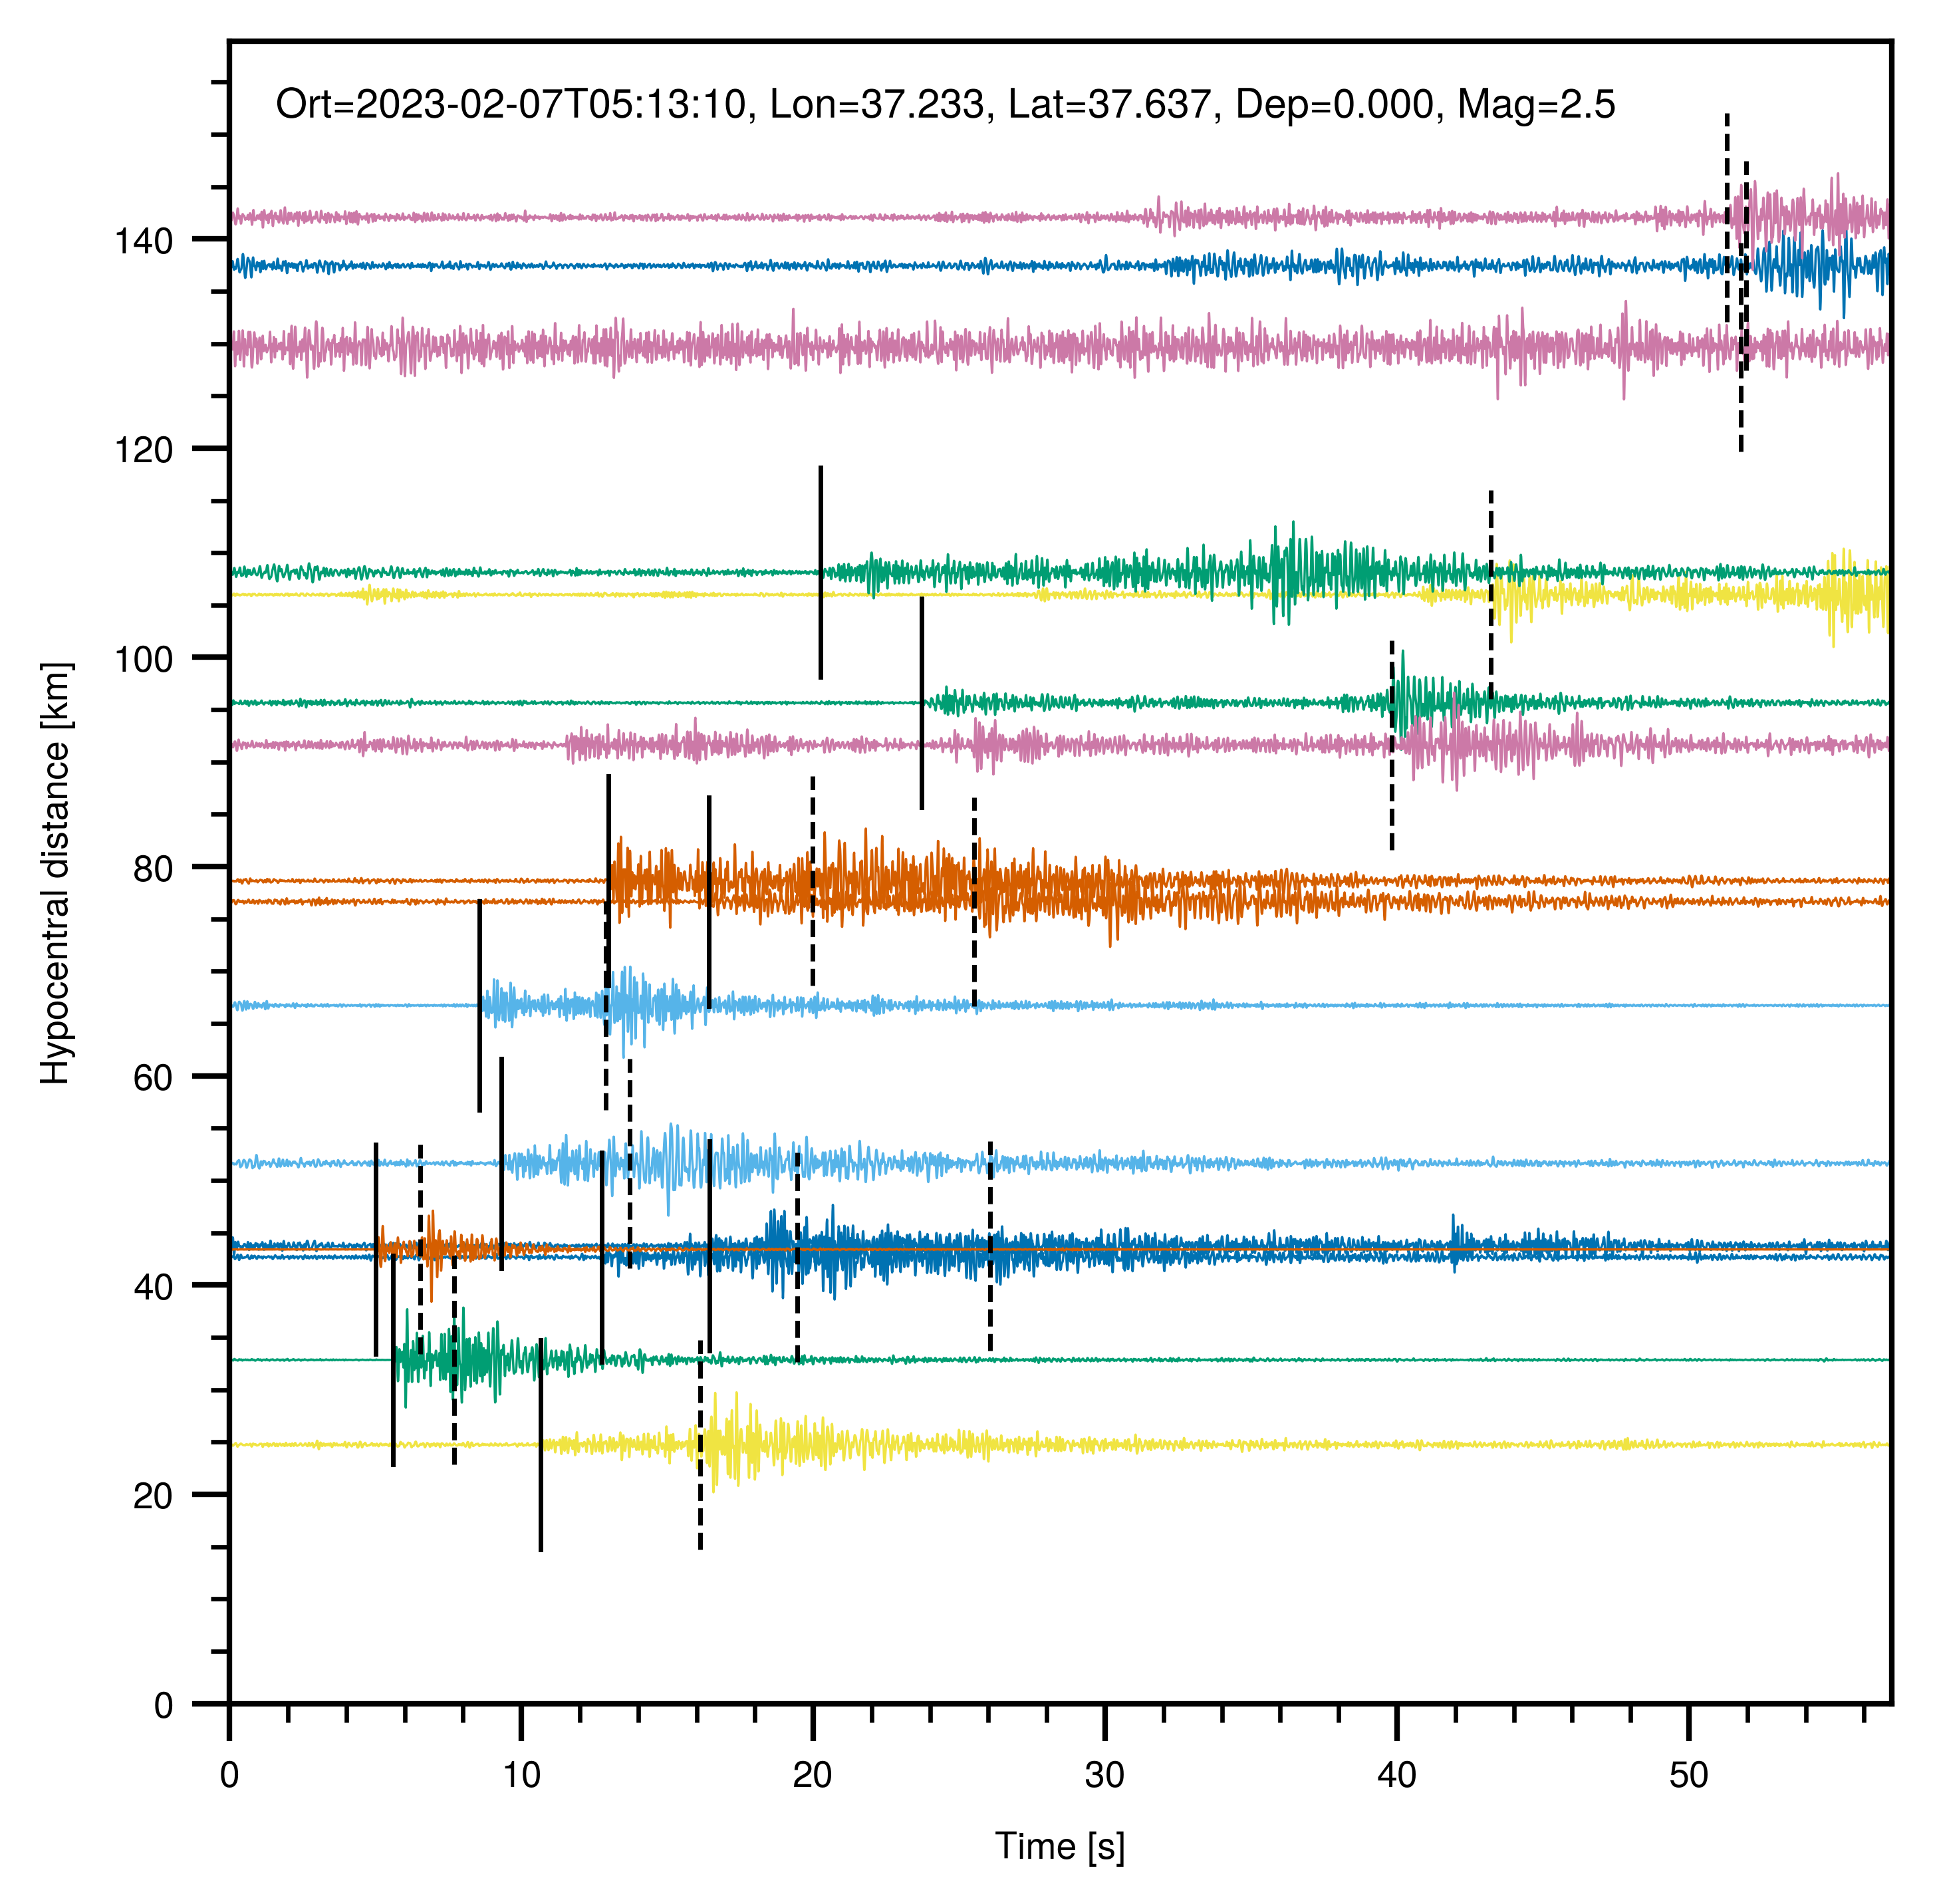 Ort=2023-02-07T05:13:10, Lon=37.233, Lat=37.637, Dep=0.000, Mag=2.5
140
120
100
80
60
40
20
0
Hypocentral distance [km]
0 10 20 30 40 50
Time [s]